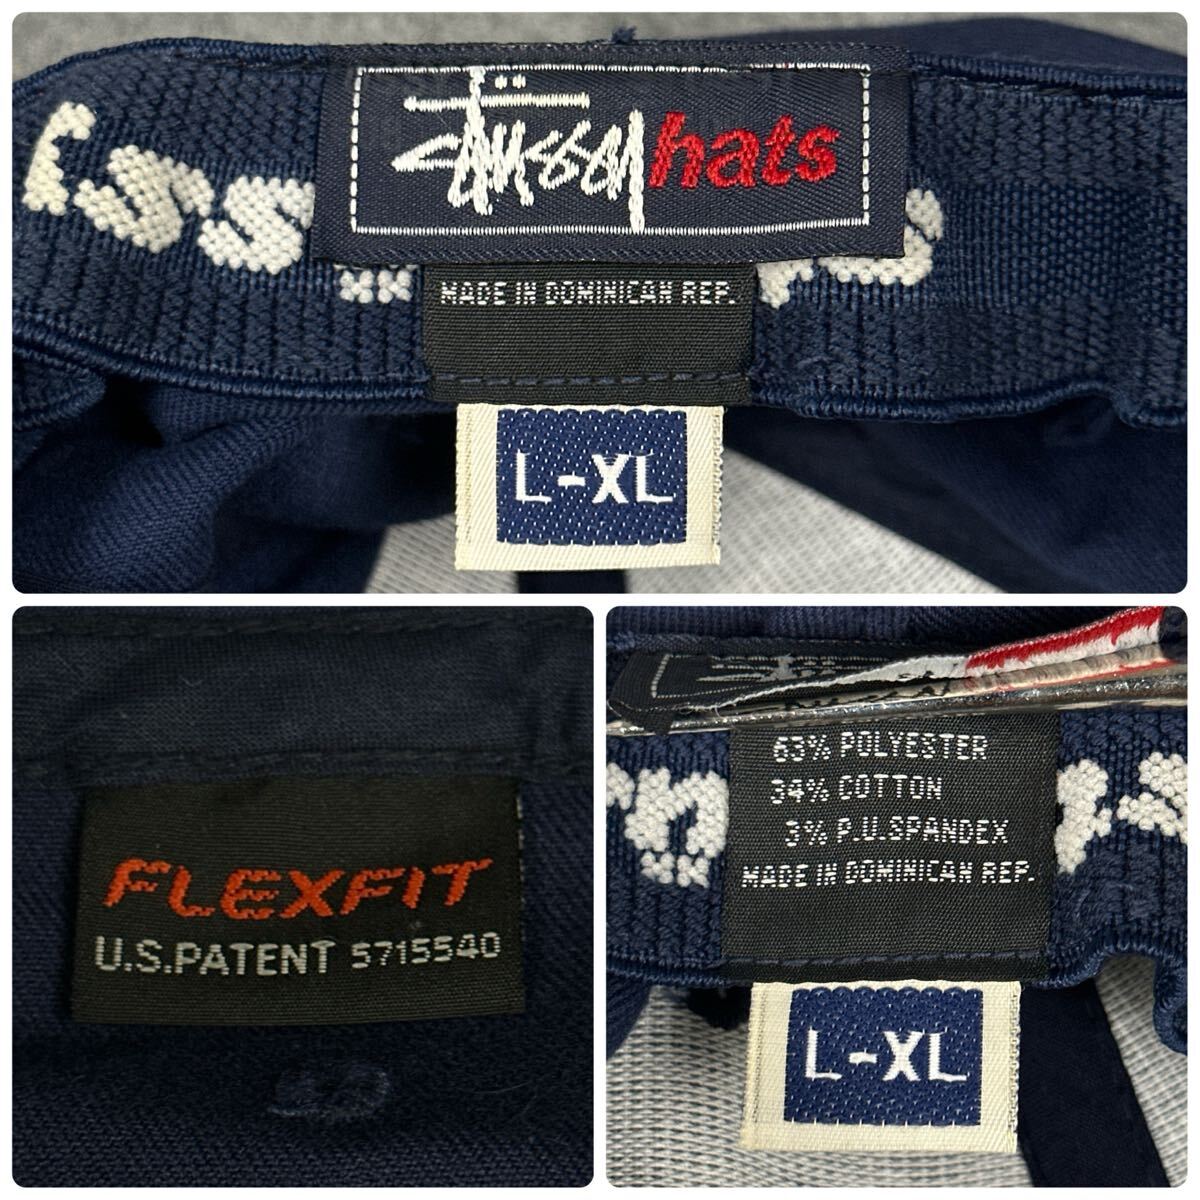 Stüssy hats
MADE IN DOMINICAN REP.
L-XL
FLEXFIT
U.S.PATENT 5715540
63% POLYESTER
34% COTTON
3% P.U.SPANDEX
MADE IN DOMINICAN REP.
L-XL